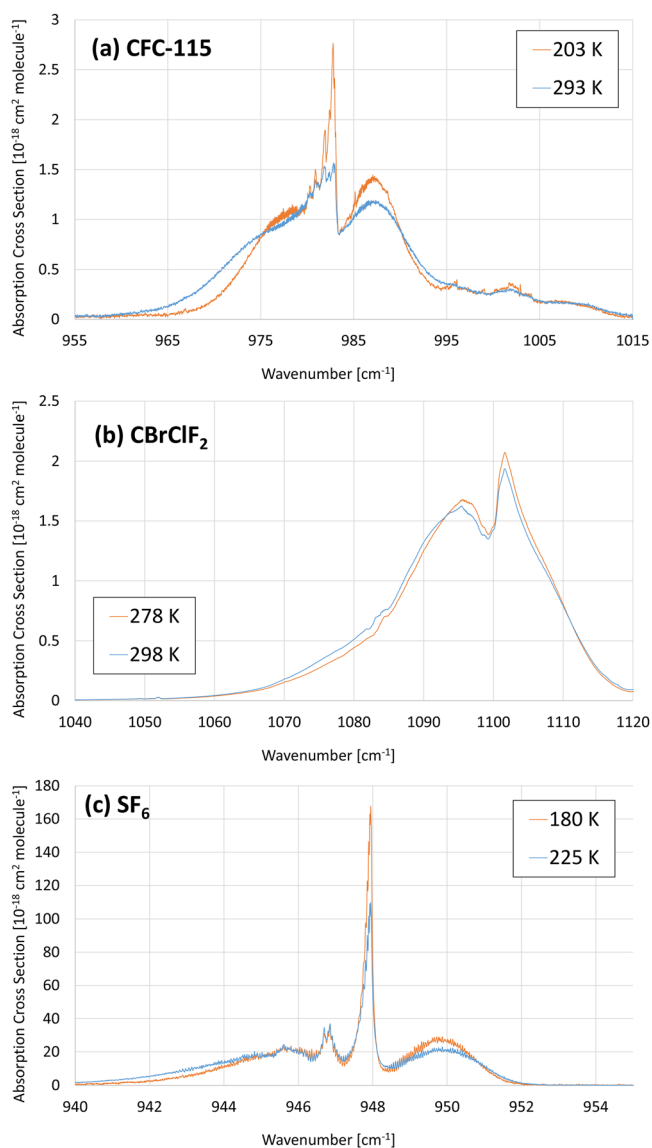 (a) CFC-115
203 K
293 K
Absorption Cross Section [10⁻¹⁸ cm² molecule⁻¹]
3
2.5
2
1.5
1
0.5
0
955 965 975 985 995 1005 1015
Wavenumber [cm⁻¹]
(b) CBrClF₂
278 K
298 K
Absorption Cross Section [10⁻¹⁸ cm² molecule⁻¹]
2.5
2
1.5
1
0.5
0
1040 1050 1060 1070 1080 1090 1100 1110 1120
Wavenumber [cm⁻¹]
(c) SF₆
180 K
225 K
Absorption Cross Section [10⁻¹⁸ cm² molecule⁻¹]
180
160
140
120
100
80
60
40
20
0
940 942 944 946 948 950 952 954
Wavenumber [cm⁻¹]